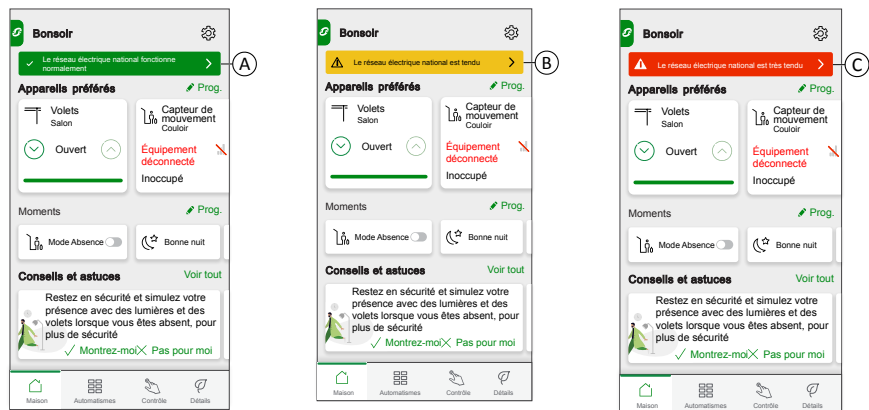 Bonsoir
Le réseau électrique national fonctionne
normalement
A
Appareils préférés
Prog.
Volets
Salon
Ouvert
Capteur de
mouvement
Couloir
Équipement
déconnecté
Inoccupé
Moments
Prog.
Mode Absence
Bonne nuit
Conseils et astuces
Voir tout
Restez en sécurité et simulez votre
présence avec des lumières et des
volets lorsque vous êtes absent, pour
plus de sécurité
Montrez-moi
Pas pour moi
Maison
Automatismes
Contrôle
Détails
Bonsoir
Le réseau électrique national est tendu
B
Appareils préférés
Prog.
Volets
Salon
Ouvert
Capteur de
mouvement
Couloir
Équipement
déconnecté
Inoccupé
Moments
Prog.
Mode Absence
Bonne nuit
Conseils et astuces
Voir tout
Restez en sécurité et simulez votre
présence avec des lumières et des
volets lorsque vous êtes absent, pour
plus de sécurité
Montrez-moi
Pas pour moi
Maison
Automatismes
Contrôle
Détails
Bonsoir
Le réseau électrique national est très tendu
C
Appareils préférés
Prog.
Volets
Salon
Ouvert
Capteur de
mouvement
Couloir
Équipement
déconnecté
Inoccupé
Moments
Prog.
Mode Absence
Bonne nuit
Conseils et astuces
Voir tout
Restez en sécurité et simulez votre
présence avec des lumières et des
volets lorsque vous êtes absent, pour
plus de sécurité
Montrez-moi
Pas pour moi
Maison
Automatismes
Contrôle
Détails